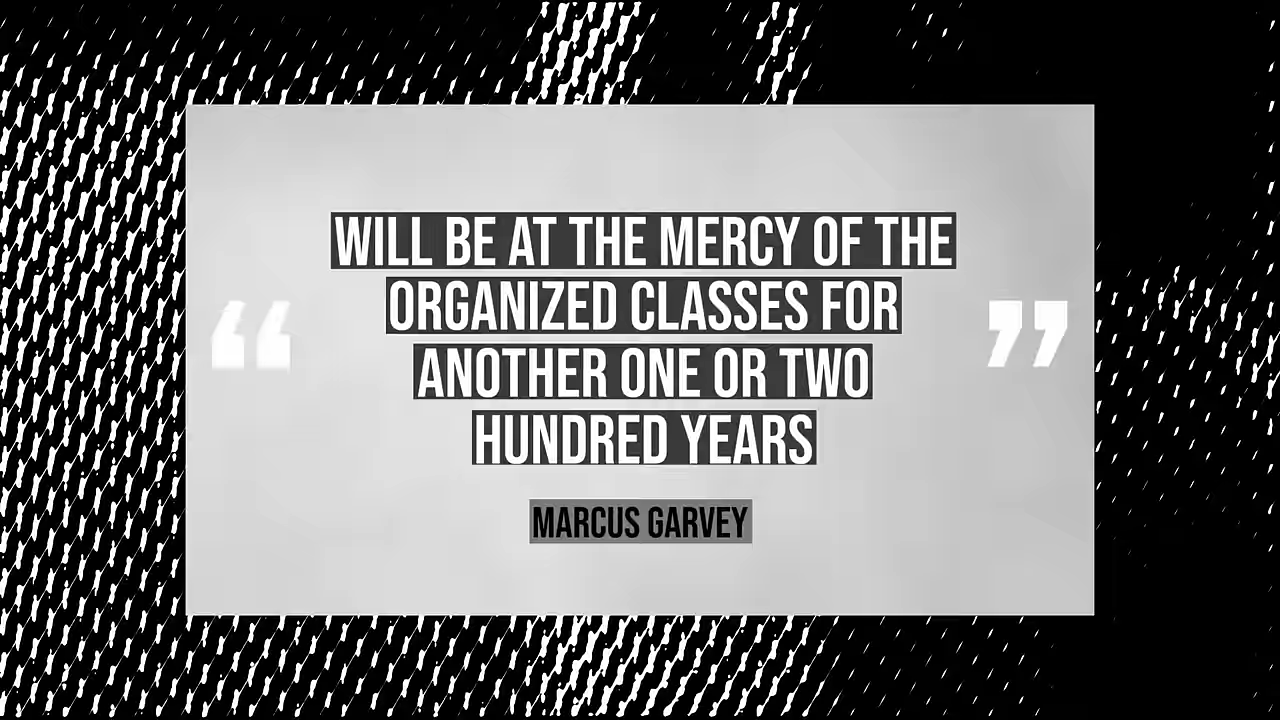 “ WILL BE AT THE MERCY OF THE
ORGANIZED CLASSES FOR
ANOTHER ONE OR TWO
HUNDRED YEARS ”
MARCUS GARVEY